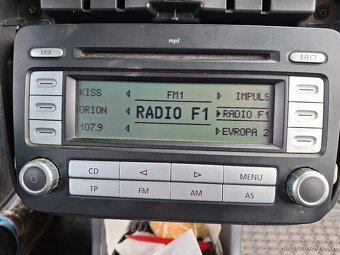 mp3
MIX
EJECT
KISS FM1 IMPULS
ORION RADIO F1 RADIO F1
107.9 EVROPA 2
CD MENU
TP FM AM AS